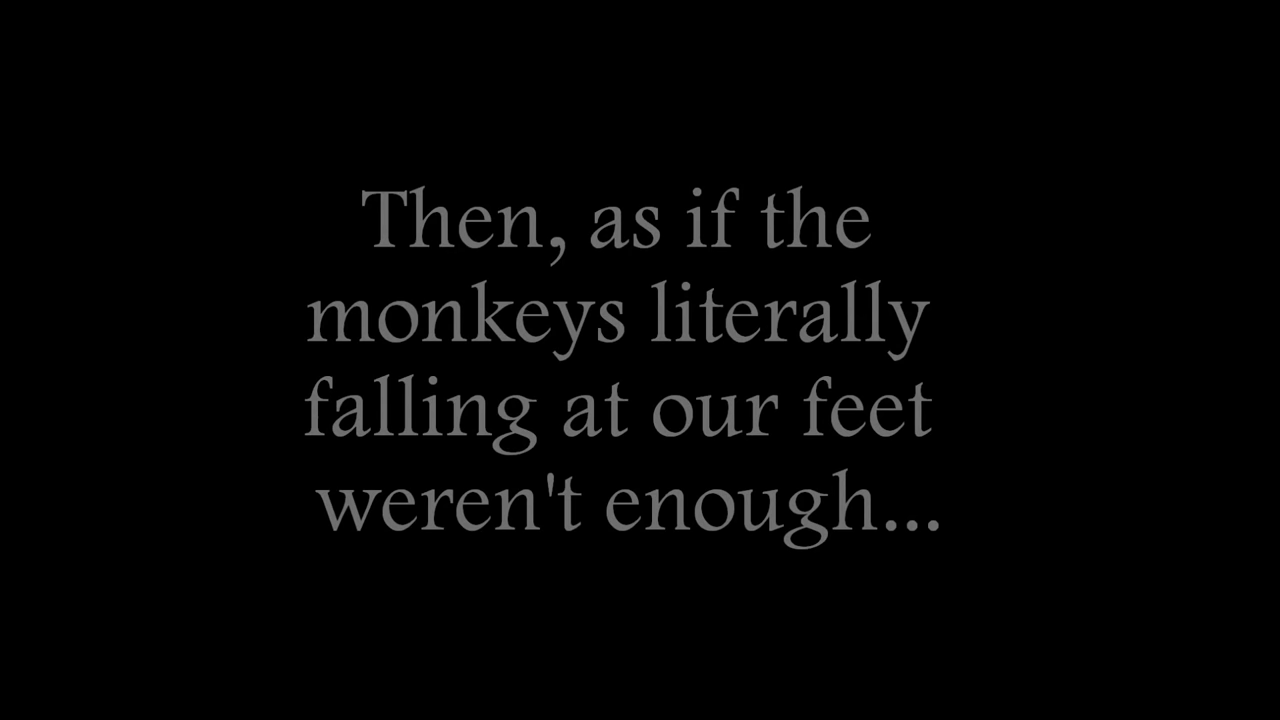 Then, as if the
monkeys literally
falling at our feet
weren't enough...